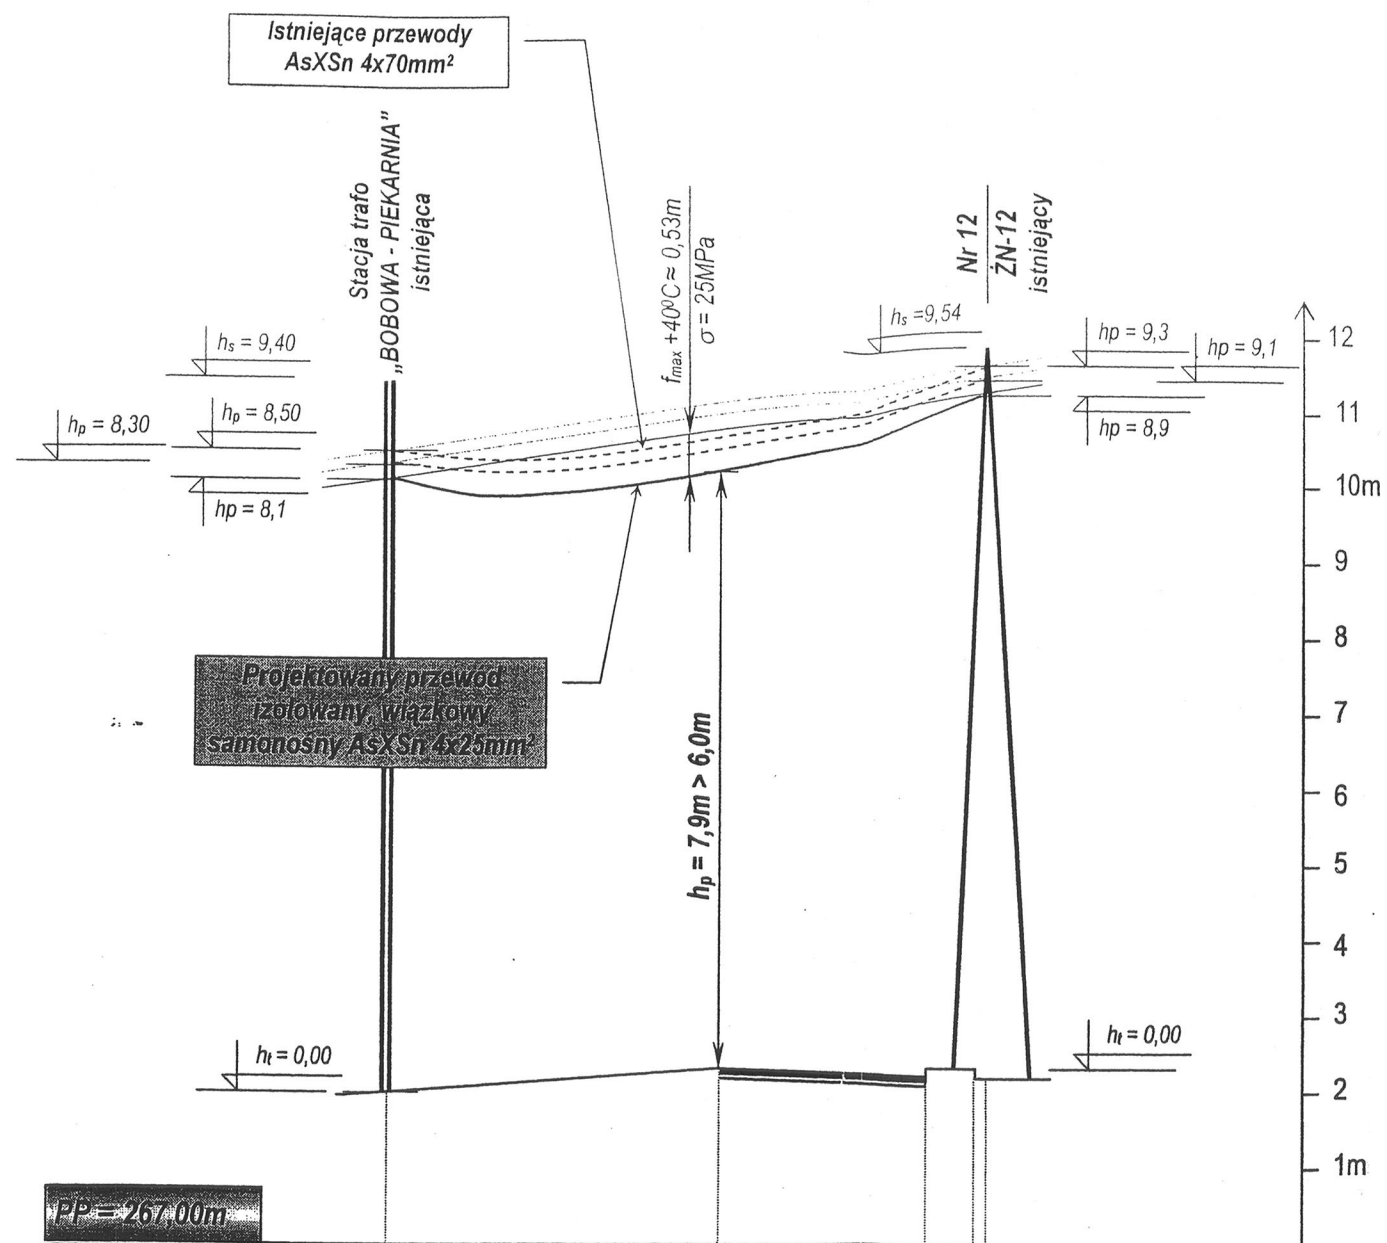 Istniejące przewody
AsXSn 4x70mm²
Stacja trafo
„BOBOWA - PIEKARNIA”
istniejąca
fmax +40⁰C ≈ 0,53m
σ = 25MPa
Nr 12
ŻN-12
istniejący
hs = 9,40
hp = 8,50
hp = 8,30
hp = 8,1
hs =9,54
hp = 9,3
hp = 9,1
hp = 8,9
12
11
10m
9
8
7
6
5
4
3
2
1m
Projektowany przewód
izolowany, wiązkowy
samonośny AsXSn 4x25mm²
hp = 7,9m > 6,0m
ht = 0,00
ht = 0,00
PP = 267,00m